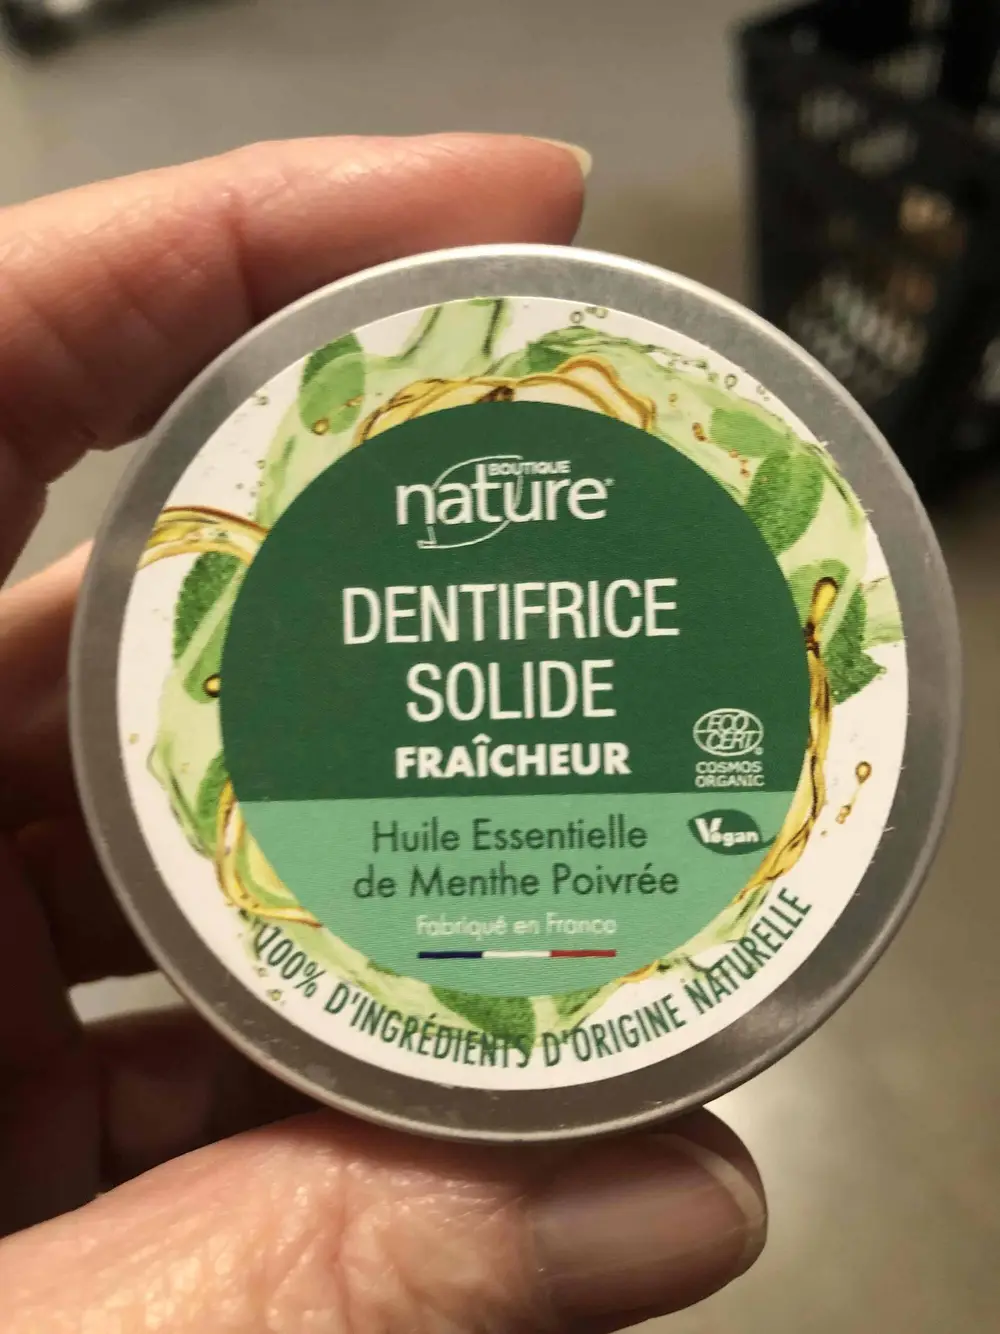 BOUTIQUE
nature
DENTIFRICE
SOLIDE
FRAÎCHEUR
ECO
CERT
COSMOS
ORGANIC
Huile Essentielle
de Menthe Poivrée
Vegan
Fabriqué en France
100% D'INGRÉDIENTS D'ORIGINE NATURELLE